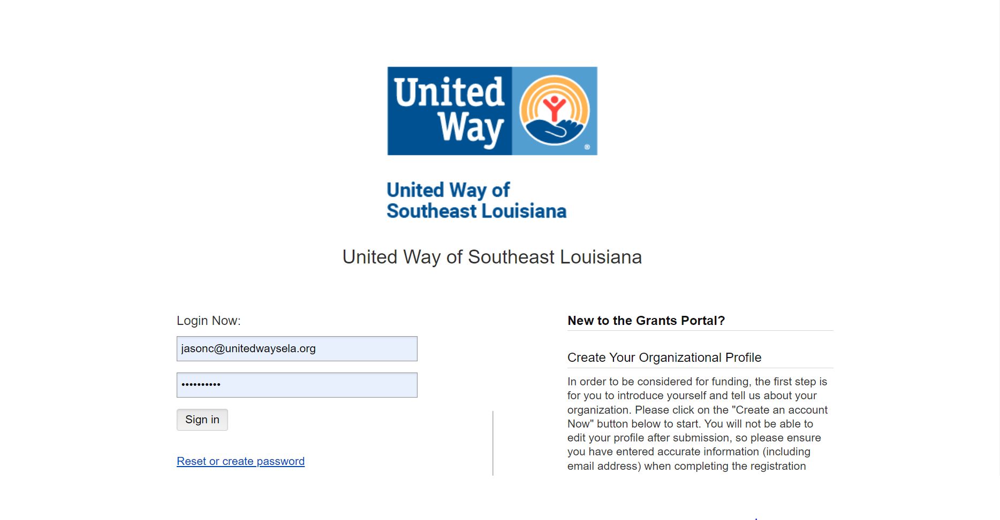 United
Way
®
United Way of
Southeast Louisiana
United Way of Southeast Louisiana
Login Now:
jasonc@unitedwaysela.org
••••••••••
Sign in
Reset or create password
New to the Grants Portal?
Create Your Organizational Profile
In order to be considered for funding, the first step is
for you to introduce yourself and tell us about your
organization. Please click on the "Create an account
Now" button below to start. You will not be able to
edit your profile after submission, so please ensure
you have entered accurate information (including
email address) when completing the registration